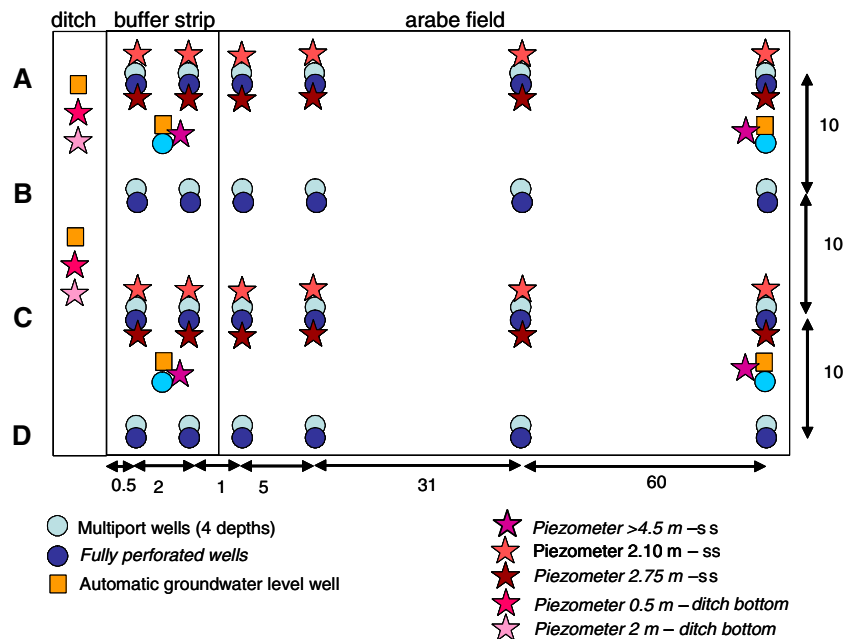 ditch buffer strip arabe field
A
10
B
10
C
10
D
0.5 2 1 5 31 60
Multiport wells (4 depths)
Fully perforated wells
Automatic groundwater level well
Piezometer >4.5 m –s s
Piezometer 2.10 m – ss
Piezometer 2.75 m –ss
Piezometer 0.5 m – ditch bottom
Piezometer 2 m – ditch bottom